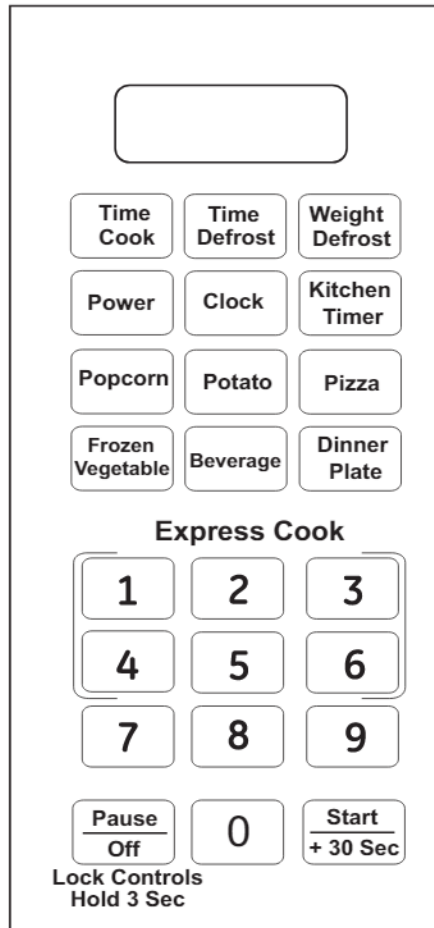 Time Cook
Time Defrost
Weight Defrost
Power
Clock
Kitchen Timer
Popcorn
Potato
Pizza
Frozen Vegetable
Beverage
Dinner Plate
Express Cook
1 2 3
4 5 6
7 8 9
Pause
Off
0
Start
+ 30 Sec
Lock Controls
Hold 3 Sec